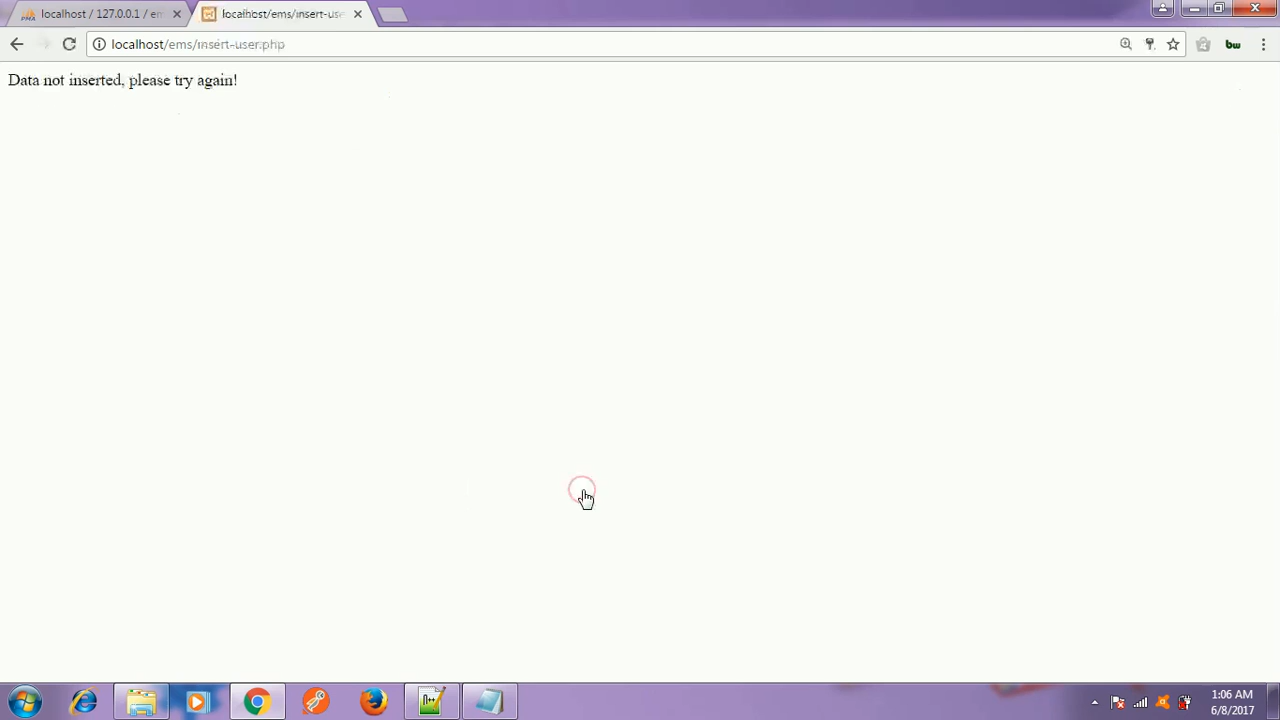 localhost / 127.0.0.1 / em
localhost/ems/insert-use
localhost/ems/insert-user.php
bw
Data not inserted, please try again!
1:06 AM
6/8/2017